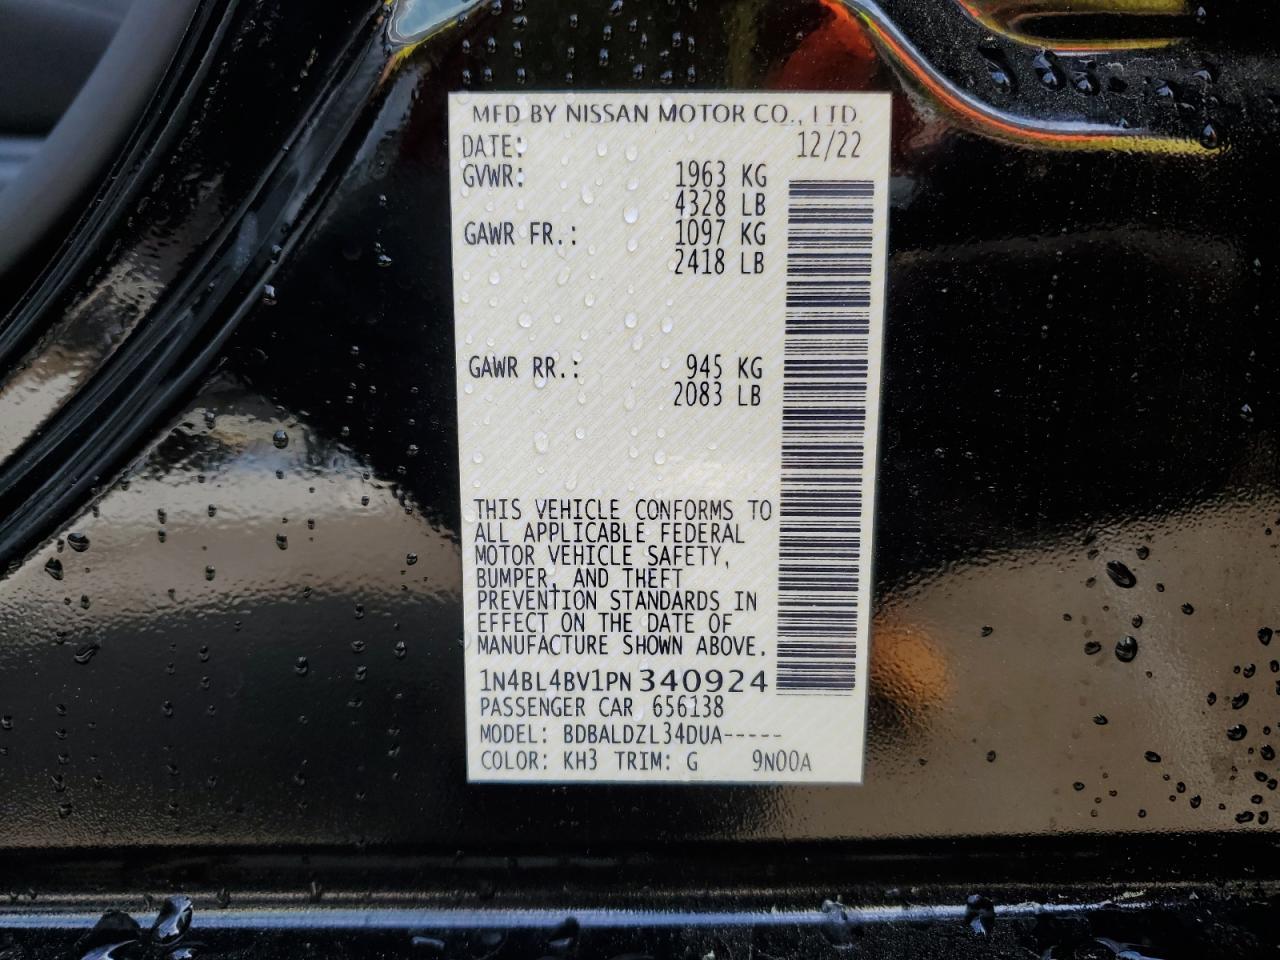 MFD BY NISSAN MOTOR CO., LTD.
DATE: 12/22
GVWR: 1963 KG
4328 LB
GAWR FR.: 1097 KG
2418 LB
GAWR RR.: 945 KG
2083 LB
THIS VEHICLE CONFORMS TO
ALL APPLICABLE FEDERAL
MOTOR VEHICLE SAFETY,
BUMPER, AND THEFT
PREVENTION STANDARDS IN
EFFECT ON THE DATE OF
MANUFACTURE SHOWN ABOVE.
1N4BL4BV1PN340924
PASSENGER CAR 656138
MODEL: BDBALDZL34DUA-----
COLOR: KH3 TRIM: G 9N00A